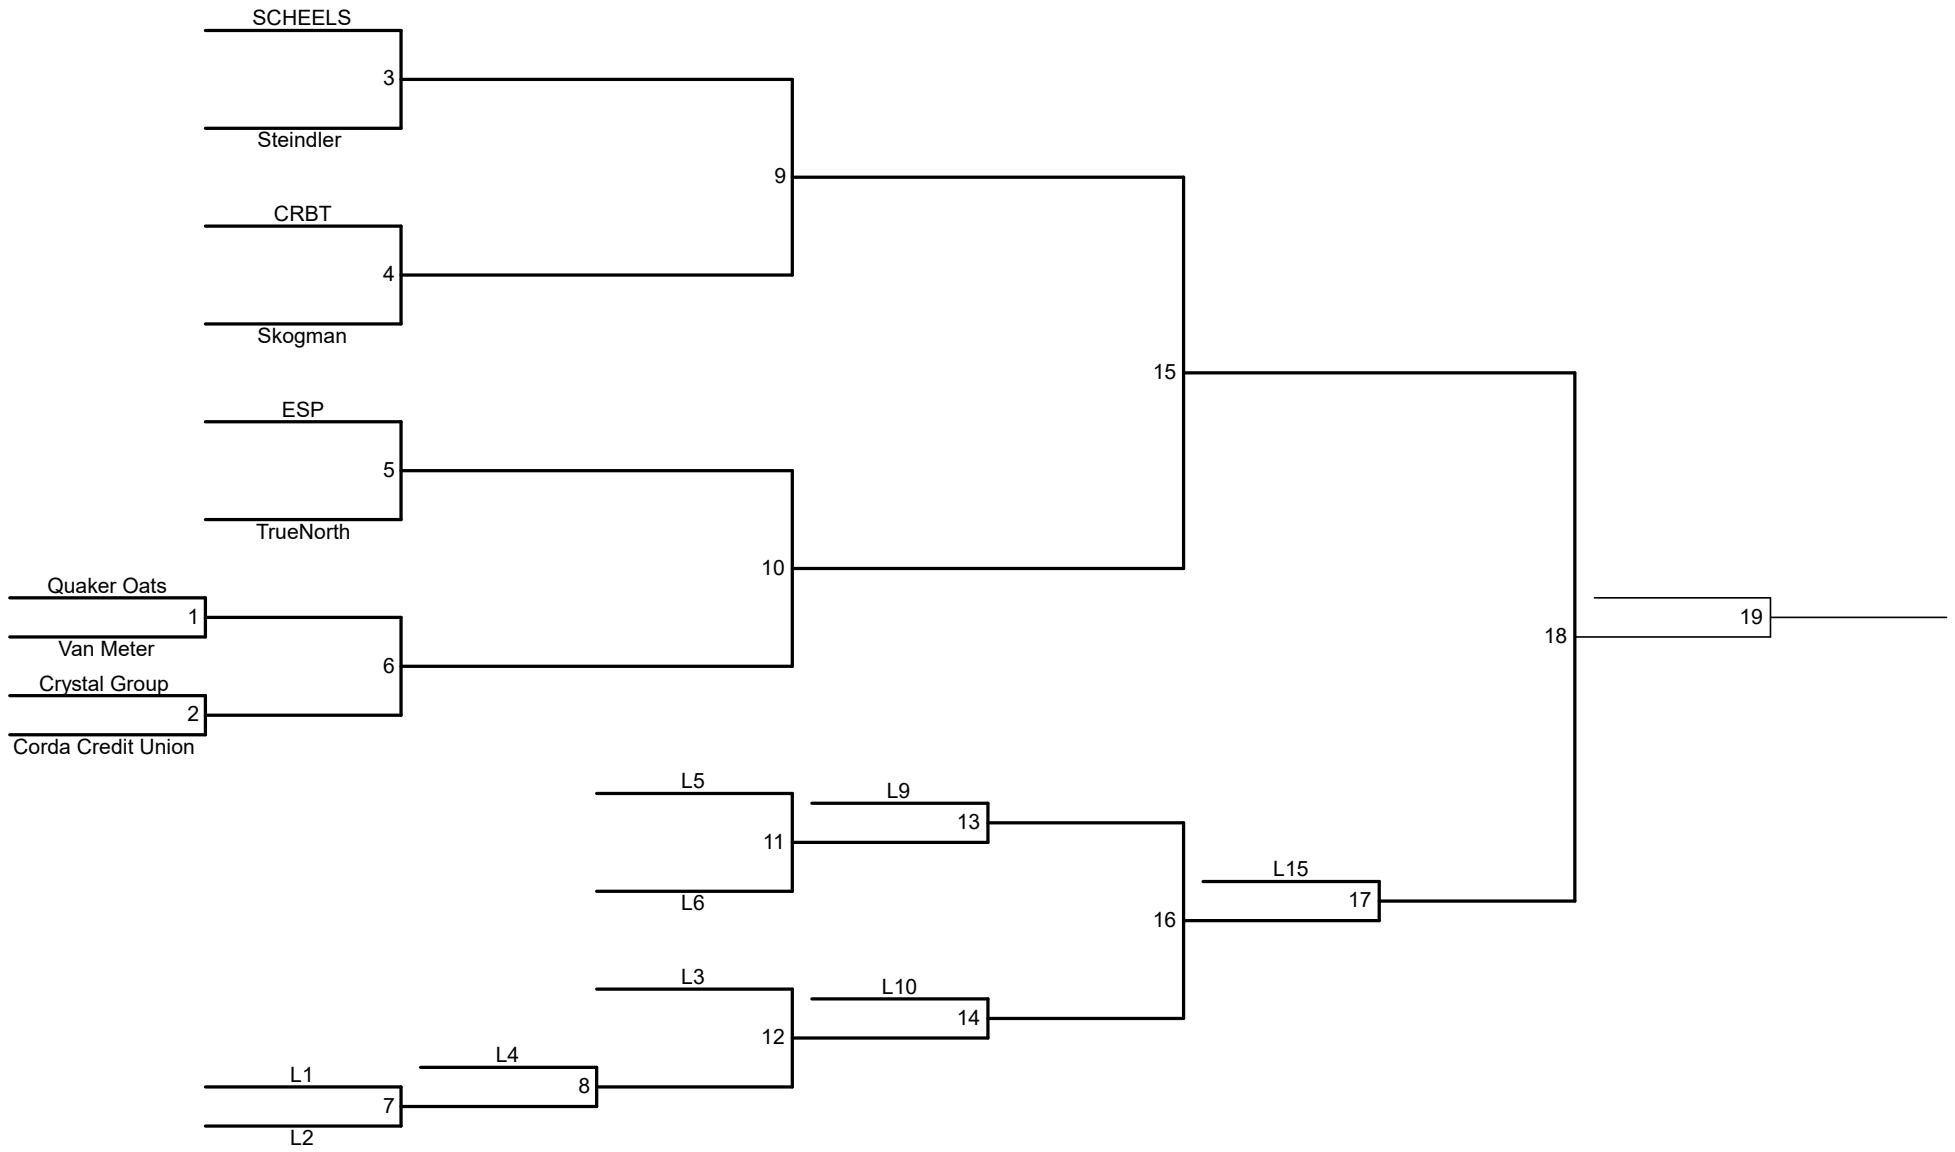 SCHEELS
3
Steindler
9
CRBT
4
Skogman
15
ESP
5
TrueNorth
10
Quaker Oats
1
Van Meter
6
Crystal Group
2
Corda Credit Union
18
19
L5
L9
13
11
L6
L15
17
16
L3
L10
14
12
L4
8
L1
7
L2